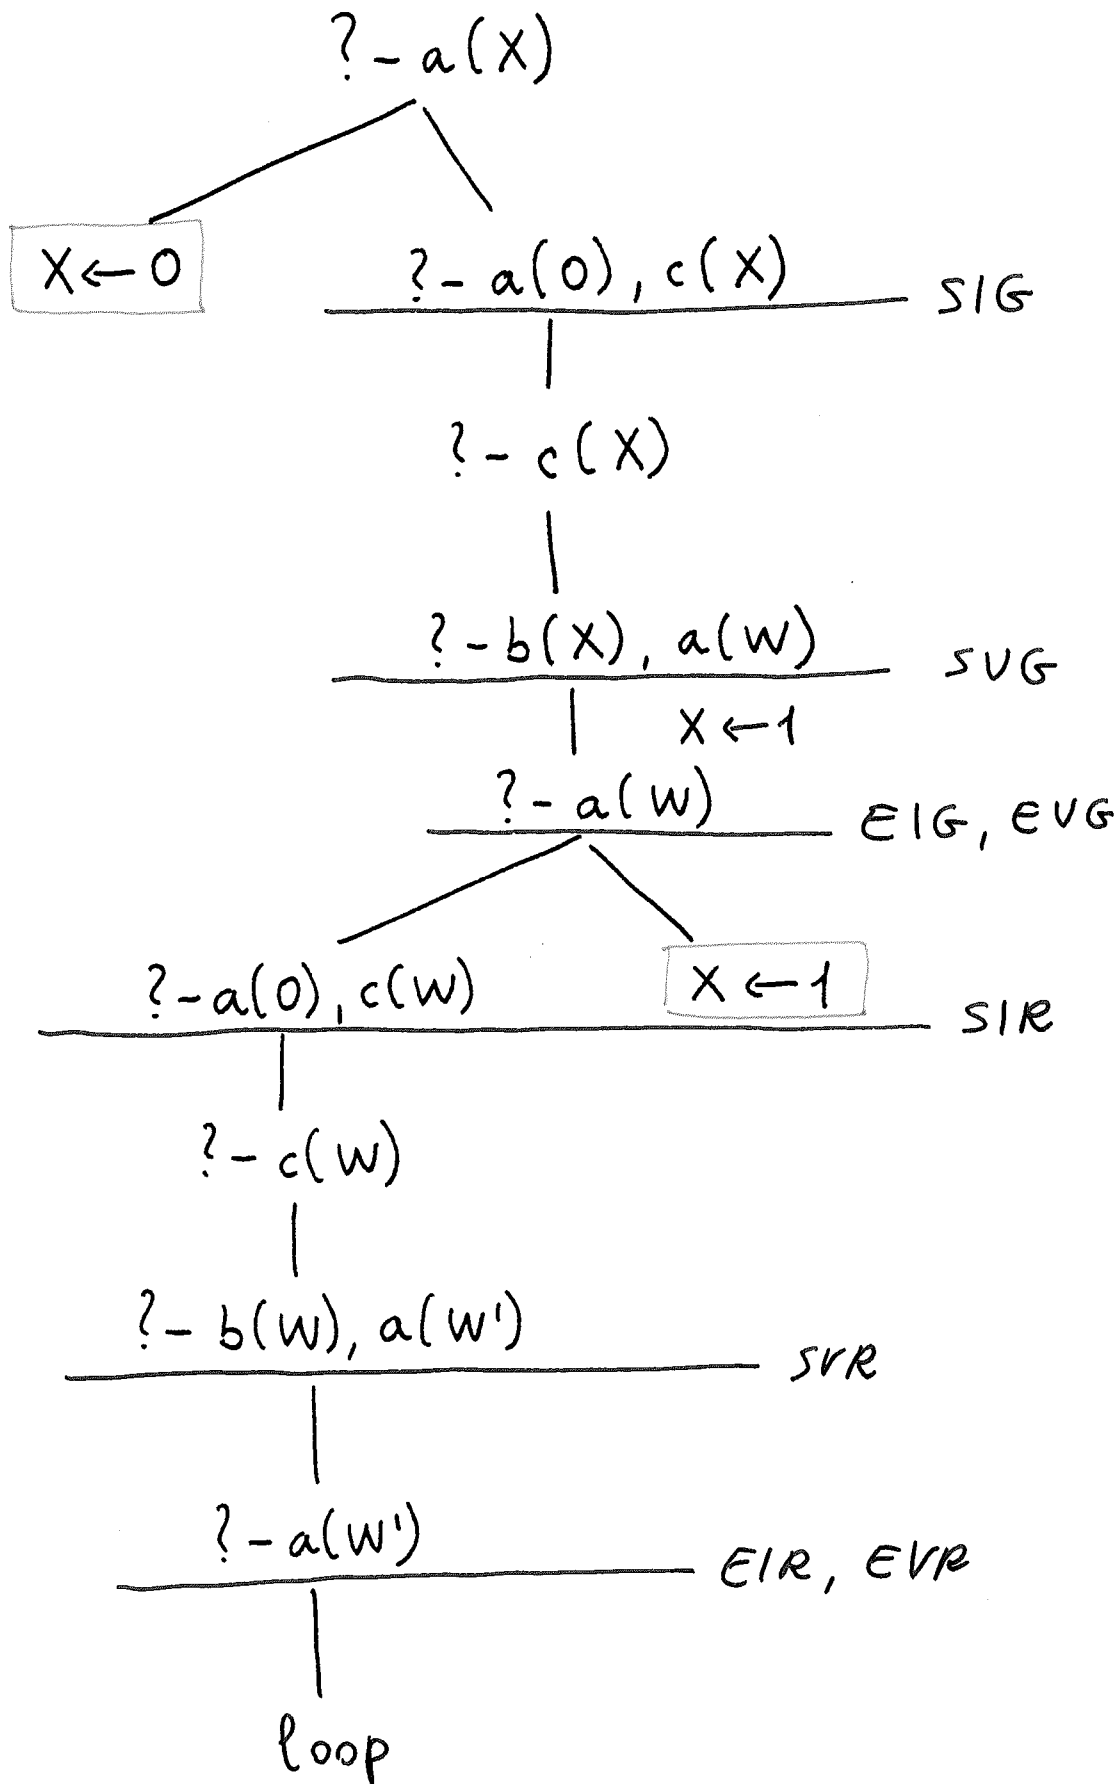 ?- a(X)
X ← 0
?- a(0), c(X)
SIG
?- c(X)
?- b(X), a(W)
SVG
X ← 1
?- a(W)
EIG, EVG
?- a(0), c(W)
X ← 1
SIR
?- c(W)
?- b(W), a(W')
SVR
?- a(W')
EIR, EVR
loop